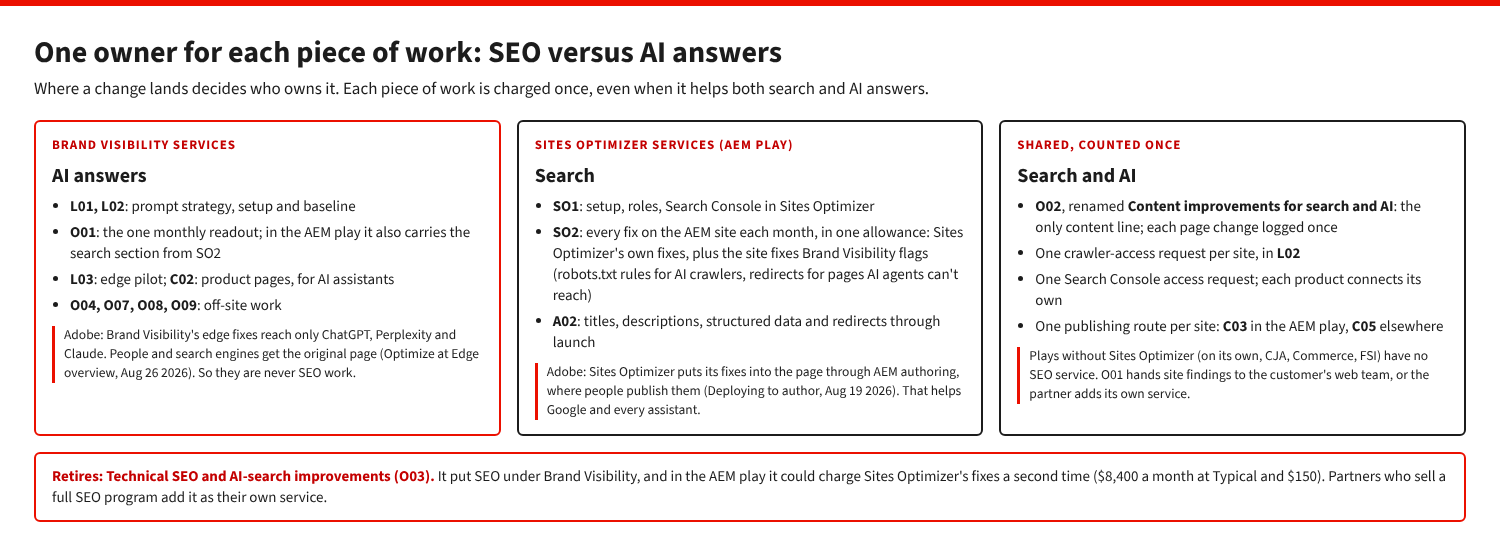 One owner for each piece of work: SEO versus AI answers
Where a change lands decides who owns it. Each piece of work is charged once, even when it helps both search and AI answers.
BRAND VISIBILITY SERVICES
AI answers
• L01, L02: prompt strategy, setup and baseline
• O01: the one monthly readout; in the AEM play it also carries the
search section from SO2
• L03: edge pilot; C02: product pages, for AI assistants
• O04, O07, O08, O09: off-site work
Adobe: Brand Visibility's edge fixes reach only ChatGPT, Perplexity and
Claude. People and search engines get the original page (Optimize at Edge
overview, Aug 26 2026). So they are never SEO work.
SITES OPTIMIZER SERVICES (AEM PLAY)
Search
• SO1: setup, roles, Search Console in Sites Optimizer
• SO2: every fix on the AEM site each month, in one allowance: Sites
Optimizer's own fixes, plus the site fixes Brand Visibility flags
(robots.txt rules for AI crawlers, redirects for pages AI agents can't
reach)
• A02: titles, descriptions, structured data and redirects through
launch
Adobe: Sites Optimizer puts its fixes into the page through AEM authoring,
where people publish them (Deploying to author, Aug 19 2026). That helps
Google and every assistant.
SHARED, COUNTED ONCE
Search and AI
• O02, renamed Content improvements for search and AI: the
only content line; each page change logged once
• One crawler-access request per site, in L02
• One Search Console access request; each product connects its
own
• One publishing route per site: C03 in the AEM play, C05 elsewhere
Plays without Sites Optimizer (on its own, CJA, Commerce, FSI) have no
SEO service. O01 hands site findings to the customer's web team, or the
partner adds its own service.
Retires: Technical SEO and AI-search improvements (O03). It put SEO under Brand Visibility, and in the AEM play it could charge Sites Optimizer's fixes a second time ($8,400 a month at Typical and $150). Partners who sell a
full SEO program add it as their own service.